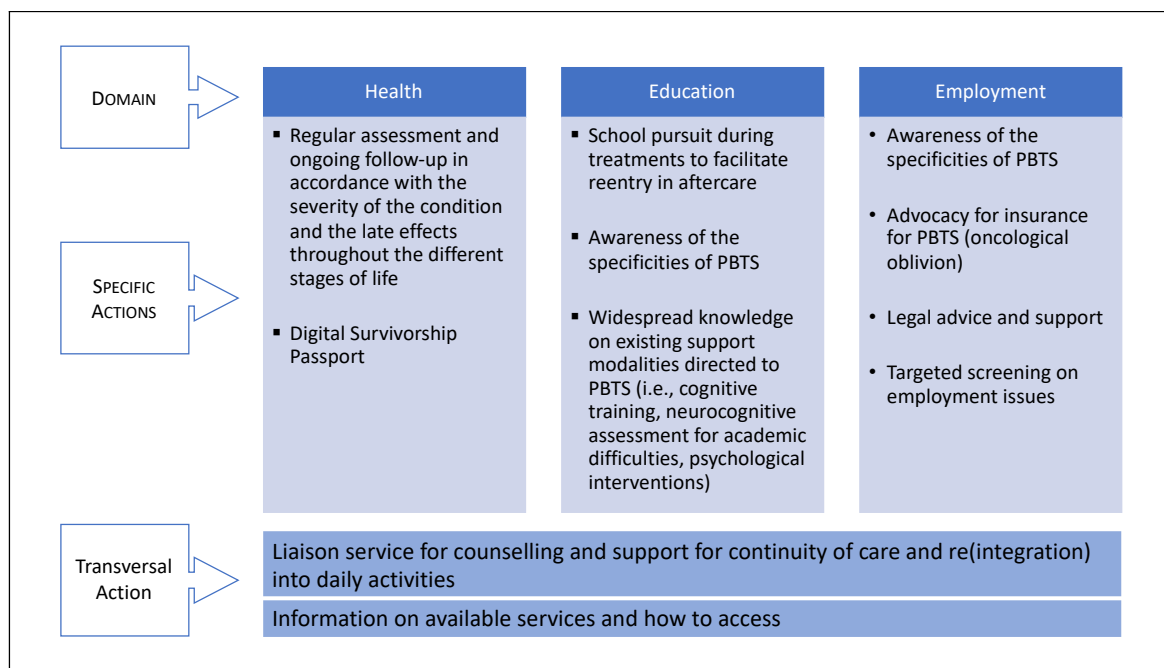 DOMAIN
Health
Education
Employment
SPECIFIC
ACTIONS
▪ Regular assessment and
ongoing follow-up in
accordance with the
severity of the condition
and the late effects
throughout the different
stages of life
▪ Digital Survivorship
Passport
▪ School pursuit during
treatments to facilitate
reentry in aftercare
▪ Awareness of the
specificities of PBTS
▪ Widespread knowledge
on existing support
modalities directed to
PBTS (i.e., cognitive
training, neurocognitive
assessment for academic
difficulties, psychological
interventions)
• Awareness of the
specificities of PBTS
• Advocacy for insurance
for PBTS (oncological
oblivion)
• Legal advice and support
• Targeted screening on
employment issues
Transversal
Action
Liaison service for counselling and support for continuity of care and re(integration)
into daily activities
Information on available services and how to access